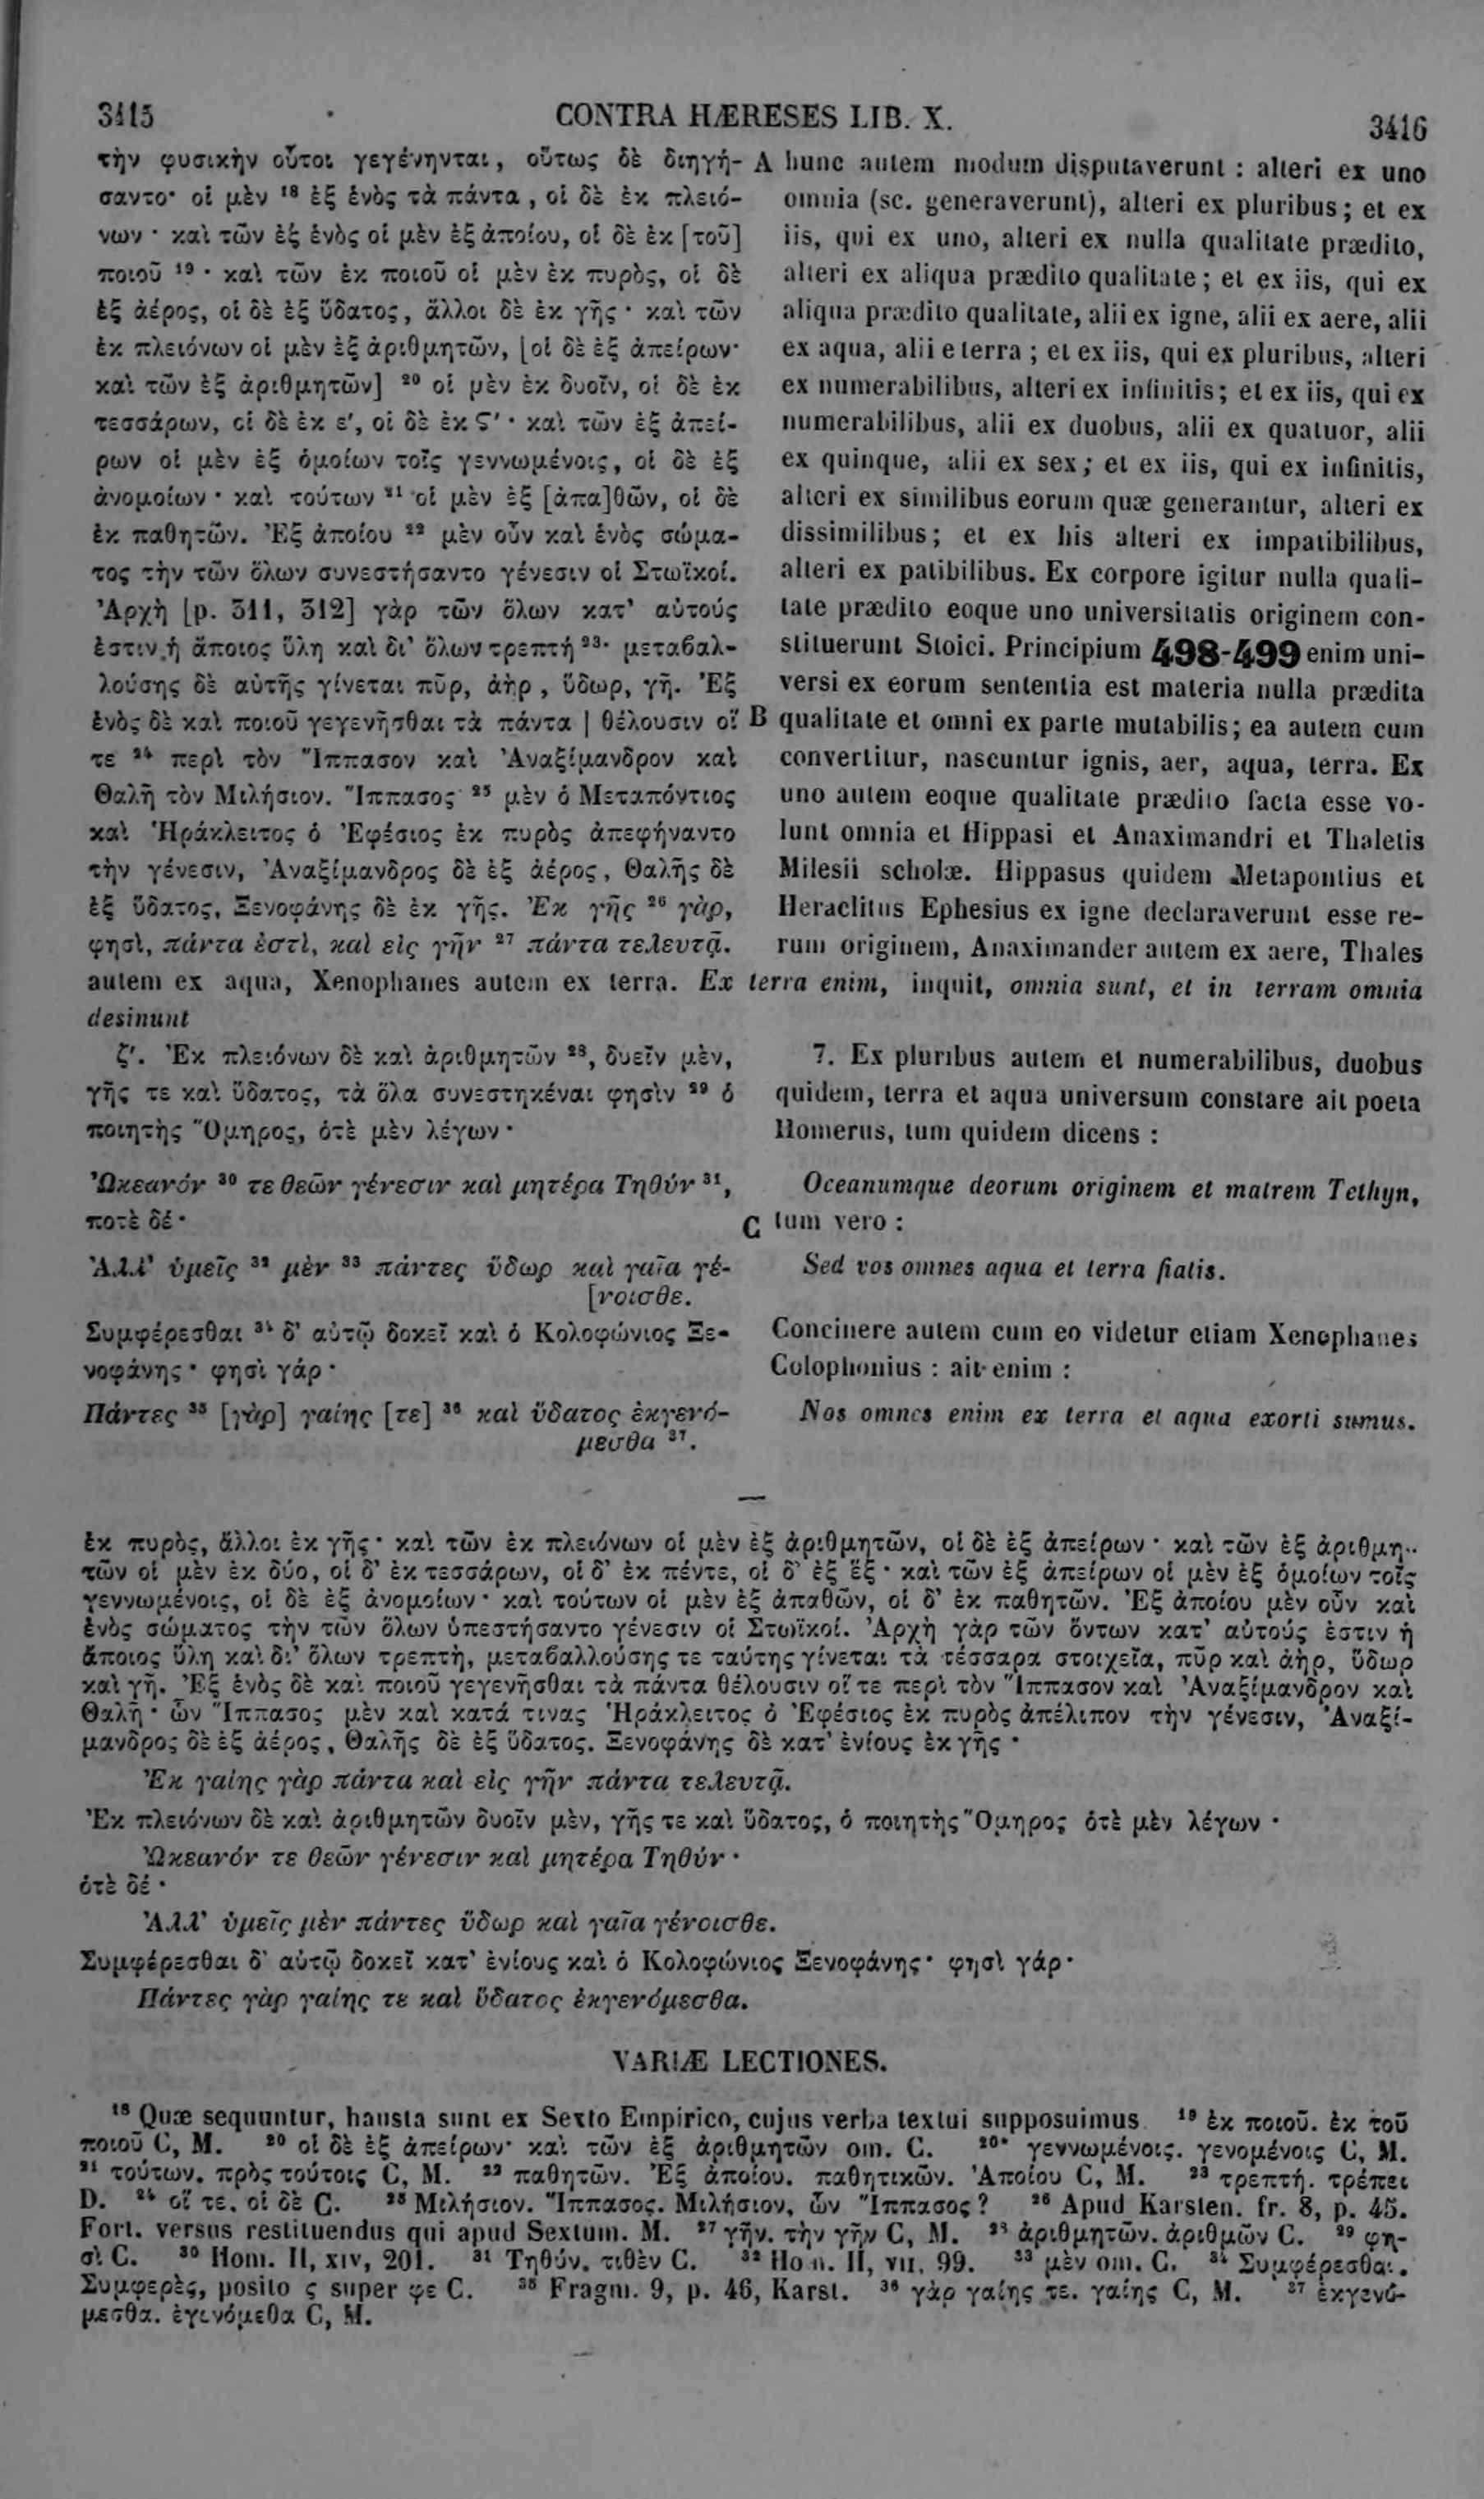 3415
CONTRA HÆRESES LIB. X.
3416
τὴν φυσικὴν οὗτοι γεγένηνται, οὕτως δὲ διηγή-
σαντο· οἱ μὲν ¹⁸ ἐξ ἑνὸς τὰ πάντα, οἱ δὲ ἐκ πλειό-
νων · καὶ τῶν ἐξ ἑνὸς οἱ μὲν ἐξ ἀποίου, οἱ δὲ ἐκ [τοῦ]
ποιοῦ ¹⁹ · καὶ τῶν ἐκ ποιοῦ οἱ μὲν ἐκ πυρὸς, οἱ δὲ
ἐξ ἀέρος, οἱ δὲ ἐξ ὕδατος, ἄλλοι δὲ ἐκ γῆς · καὶ τῶν
ἐκ πλειόνων οἱ μὲν ἐξ ἀριθμητῶν, [οἱ δὲ ἐξ ἀπείρων·
καὶ τῶν ἐξ ἀριθμητῶν] ²⁰ οἱ μὲν ἐκ δυοῖν, οἱ δὲ ἐκ
τεσσάρων, οἱ δὲ ἐκ ε', οἱ δὲ ἐκ ς' · καὶ τῶν ἐξ ἀπεί-
ρων οἱ μὲν ἐξ ὁμοίων τοῖς γεννωμένοις, οἱ δὲ ἐξ
ἀνομοίων · καὶ τούτων ²¹ οἱ μὲν ἐξ [ἀπα]θῶν, οἱ δὲ
ἐκ παθητῶν. Ἐξ ἀποίου ²² μὲν οὖν καὶ ἑνὸς σώμα-
τος τὴν τῶν ὅλων συνεστήσαντο γένεσιν οἱ Στωϊκοί.
Ἀρχὴ [p. 311, 312] γὰρ τῶν ὅλων κατ' αὐτούς
ἐστιν ἡ ἄποιος ὕλη καὶ δι' ὅλων τρεπτή ²³· μεταβαλ-
λούσης δὲ αὐτῆς γίνεται πῦρ, ἀὴρ, ὕδωρ, γῆ. Ἐξ
ἑνὸς δὲ καὶ ποιοῦ γεγενῆσθαι τὰ πάντα | θέλουσιν οἵ
τε ²⁴ περὶ τὸν Ἵππασον καὶ Ἀναξίμανδρον καὶ
Θαλῆ τὸν Μιλήσιον. Ἵππασος ²⁵ μὲν ὁ Μεταπόντιος
καὶ Ἡράκλειτος ὁ Ἐφέσιος ἐκ πυρὸς ἀπεφήναντο
τὴν γένεσιν, Ἀναξίμανδρος δὲ ἐξ ἀέρος, Θαλῆς δὲ
ἐξ ὕδατος, Ξενοφάνης δὲ ἐκ γῆς. Ἐκ γῆς ²⁶ γὰρ,
φησὶ, πάντα ἐστὶ, καὶ εἰς γῆν ²⁷ πάντα τελευτᾷ.
A hunc autem modum disputaverunt : alteri ex uno
omnia (sc. generaverunt), alteri ex pluribus; et ex
iis, qui ex uno, alteri ex nulla qualitate prædito,
alteri ex aliqua prædito qualitate; et ex iis, qui ex
aliqua prædito qualitate, alii ex igne, alii ex aere, alii
ex aqua, alii e terra ; et ex iis, qui ex pluribus, alteri
ex numerabilibus, alteri ex infinitis; et ex iis, qui ex
numerabilibus, alii ex duobus, alii ex quatuor, alii
ex quinque, alii ex sex; et ex iis, qui ex infinitis,
alteri ex similibus eorum quæ generantur, alteri ex
dissimilibus; et ex his alteri ex impatibilibus,
alteri ex patibilibus. Ex corpore igitur nulla quali-
tate prædito eoque uno universitatis originem con-
stituerunt Stoici. Principium 498-499 enim uni-
versi ex eorum sententia est materia nulla prædita
B qualitate et omni ex parte mutabilis; ea autem cum
convertitur, nascuntur ignis, aer, aqua, terra. Ex
uno autem eoque qualitate prædito facta esse vo-
lunt omnia et Hippasi et Anaximandri et Thaletis
Milesii scholæ. Hippasus quidem Metapontius et
Heraclitus Ephesius ex igne declaraverunt esse re-
rum originem, Anaximander autem ex aere, Thales
autem ex aqua, Xenophanes autem ex terra. Ex terra enim, inquit, omnia sunt, et in terram omnia
desinunt
ζ'. Ἐκ πλειόνων δὲ καὶ ἀριθμητῶν ²⁸, δυεῖν μὲν,
γῆς τε καὶ ὕδατος, τὰ ὅλα συνεστηκέναι φησὶν ²⁹ ὁ
ποιητὴς Ὅμηρος, ὁτὲ μὲν λέγων ·
Ὠκεανόν ³⁰ τε θεῶν γένεσιν καὶ μητέρα Τηθύν ³¹,
ποτὲ δέ ·
Ἀλλ' ὑμεῖς ³² μὲν ³³ πάντες ὕδωρ καὶ γαῖα γέ-
[νοισθε.
Συμφέρεσθαι ³⁴ δ' αὐτῷ δοκεῖ καὶ ὁ Κολοφώνιος Ξε-
νοφάνης · φησὶ γάρ ·
Πάντες ³⁵ [γὰρ] γαίης [τε] ³⁶ καὶ ὕδατος ἐκγενό-
μεσθα ³⁷.
7. Ex pluribus autem et numerabilibus, duobus
quidem, terra et aqua universum constare ait poeta
Homerus, tum quidem dicens :
Oceanumque deorum originem et matrem Tethyn,
C tum vero :
Sed vos omnes aqua et terra fiatis.
Concinere autem cum eo videtur etiam Xenophanes
Colophonius : ait enim :
Nos omnes enim ex terra et aqua exorti sumus.
ἐκ πυρὸς, ἄλλοι ἐκ γῆς · καὶ τῶν ἐκ πλειόνων οἱ μὲν ἐξ ἀριθμητῶν, οἱ δὲ ἐξ ἀπείρων · καὶ τῶν ἐξ ἀριθμη-
τῶν οἱ μὲν ἐκ δύο, οἱ δ' ἐκ τεσσάρων, οἱ δ' ἐκ πέντε, οἱ δ' ἐξ ἕξ · καὶ τῶν ἐξ ἀπείρων οἱ μὲν ἐξ ὁμοίων τοῖς
γεννωμένοις, οἱ δὲ ἐξ ἀνομοίων · καὶ τούτων οἱ μὲν ἐξ ἀπαθῶν, οἱ δ' ἐκ παθητῶν. Ἐξ ἀποίου μὲν οὖν καὶ
ἑνὸς σώματος τὴν τῶν ὅλων ὑπεστήσαντο γένεσιν οἱ Στωϊκοί. Ἀρχὴ γὰρ τῶν ὄντων κατ' αὐτούς ἐστιν ἡ
ἄποιος ὕλη καὶ δι' ὅλων τρεπτὴ, μεταβαλλούσης τε ταύτης γίνεται τὰ τέσσαρα στοιχεῖα, πῦρ καὶ ἀὴρ, ὕδωρ
καὶ γῆ. Ἐξ ἑνὸς δὲ καὶ ποιοῦ γεγενῆσθαι τὰ πάντα θέλουσιν οἵ τε περὶ τὸν Ἵππασον καὶ Ἀναξίμανδρον καὶ
Θαλῆ · ὧν Ἵππασος μὲν καὶ κατά τινας Ἡράκλειτος ὁ Ἐφέσιος ἐκ πυρὸς ἀπέλιπον τὴν γένεσιν, Ἀναξί-
μανδρος δὲ ἐξ ἀέρος, Θαλῆς δὲ ἐξ ὕδατος. Ξενοφάνης δὲ κατ' ἐνίους ἐκ γῆς ·
Ἐκ γαίης γὰρ πάντα καὶ εἰς γῆν πάντα τελευτᾷ.
Ἐκ πλειόνων δὲ καὶ ἀριθμητῶν δυοῖν μὲν, γῆς τε καὶ ὕδατος, ὁ ποιητὴς Ὅμηρος ὁτὲ μὲν λέγων ·
Ὠκεανόν τε θεῶν γένεσιν καὶ μητέρα Τηθύν ·
ὁτὲ δέ ·
Ἀλλ' ὑμεῖς μὲν πάντες ὕδωρ καὶ γαῖα γένοισθε.
Συμφέρεσθαι δ' αὐτῷ δοκεῖ κατ' ἐνίους καὶ ὁ Κολοφώνιος Ξενοφάνης · φησὶ γάρ ·
Πάντες γὰρ γαίης τε καὶ ὕδατος ἐκγενόμεσθα.
VARIÆ LECTIONES.
¹⁸ Quæ sequuntur, hausta sunt ex Sexto Empirico, cujus verba textui supposuimus ¹⁹ ἐκ ποιοῦ. ἐκ τοῦ
ποιοῦ C, M. ²⁰ οἱ δὲ ἐξ ἀπείρων· καὶ τῶν ἐξ ἀριθμητῶν om. C. ²⁰* γεννωμένοις. γενομένοις C, M.
²¹ τούτων. πρὸς τούτοις C, M. ²² παθητῶν. Ἐξ ἀποίου. παθητικῶν. Ἀποίου C, M. ²³ τρεπτή. τρέπει
D. ²⁴ οἵ τε. οἱ δὲ C. ²⁵ Μιλήσιον. Ἵππασος. Μιλήσιον, ὧν Ἵππασος? ²⁶ Apud Karsten. fr. 8, p. 45.
Fort. versus restituendus qui apud Sextum. M. ²⁷ γῆν. τὴν γῆν C, M. ²⁸ ἀριθμητῶν. ἀριθμῶν C. ²⁹ φη-
σὶ C. ³⁰ Hom. Il, XIV, 201. ³¹ Τηθύν. τιθὲν C. ³² Hom. Il, VII, 99. ³³ μὲν om. C. ³⁴ Συμφέρεσθαι.
Συμφερὲς, posito ς super φε C. ³⁵ Fragm. 9, p. 46, Karst. ³⁶ γὰρ γαίης τε. γαίης C, M. ³⁷ ἐκγενό-
μεσθα. ἐγινόμεθα C, M.